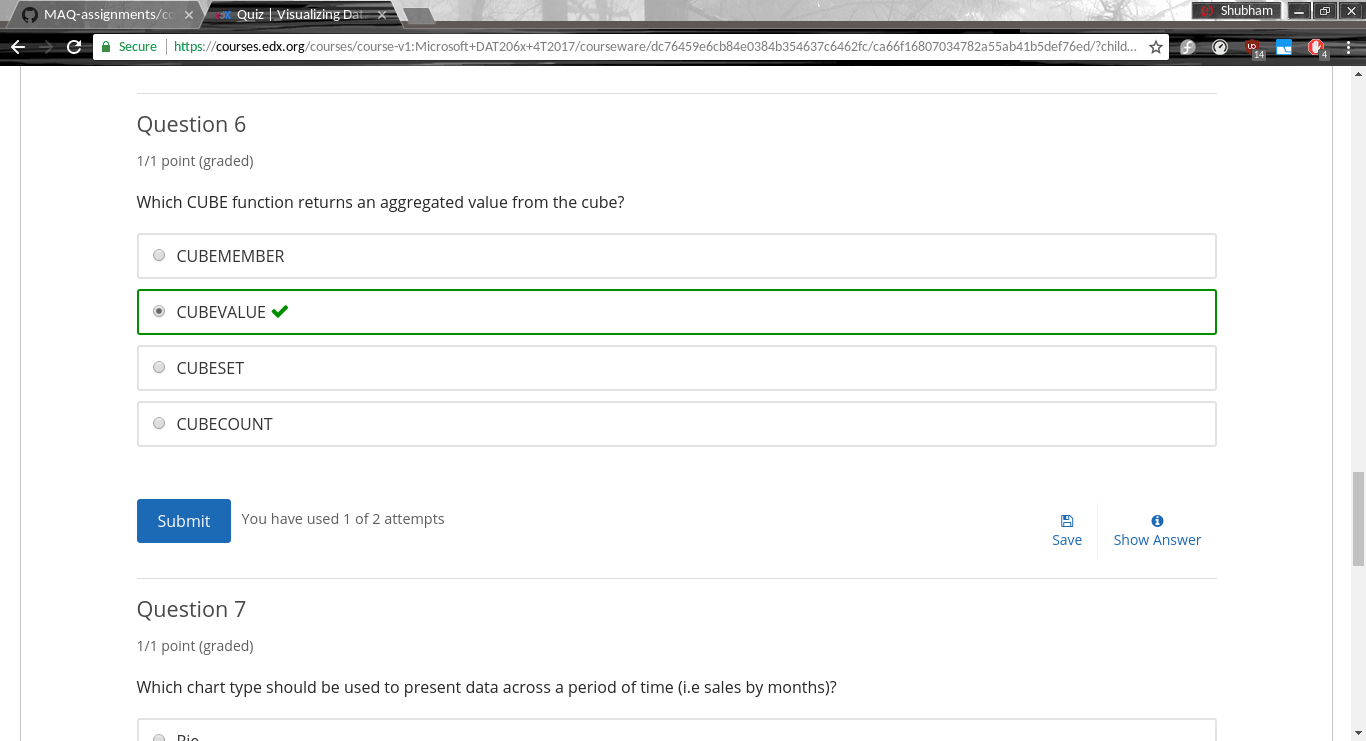 MAQ-assignments/co
Quiz | Visualizing Dat
Shubham
Secure
https://courses.edx.org/courses/course-v1:Microsoft+DAT206x+4T2017/courseware/dc76459e6cb84e0384b354637c6462fc/ca66f16807034782a55ab41b5def76ed/?child...
14
4
Question 6
1/1 point (graded)
Which CUBE function returns an aggregated value from the cube?
CUBEMEMBER
CUBEVALUE
CUBESET
CUBECOUNT
Submit
You have used 1 of 2 attempts
Save
Show Answer
Question 7
1/1 point (graded)
Which chart type should be used to present data across a period of time (i.e sales by months)?
Pie